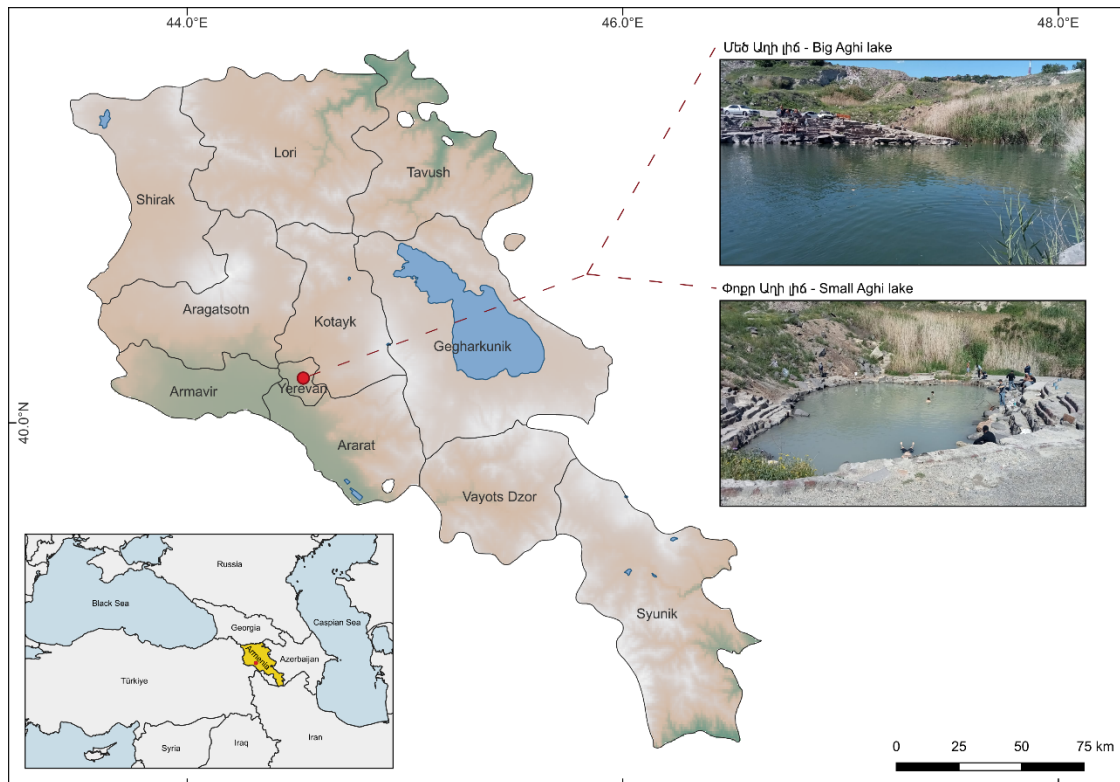 44.0°E
46.0°E
48.0°E
40.0°N
Մեծ Աղի լիճ - Big Aghi lake
Փոքր Աղի լիճ - Small Aghi lake
Lori
Tavush
Shirak
Aragatsotn
Kotayk
Gegharkunik
Armavir
Yerevan
Ararat
Vayots Dzor
Syunik
Russia
Black Sea
Georgia
Caspian Sea
Armenia
Azerbaijan
Türkiye
Syria
Iraq
Iran
0 25 50 75 km